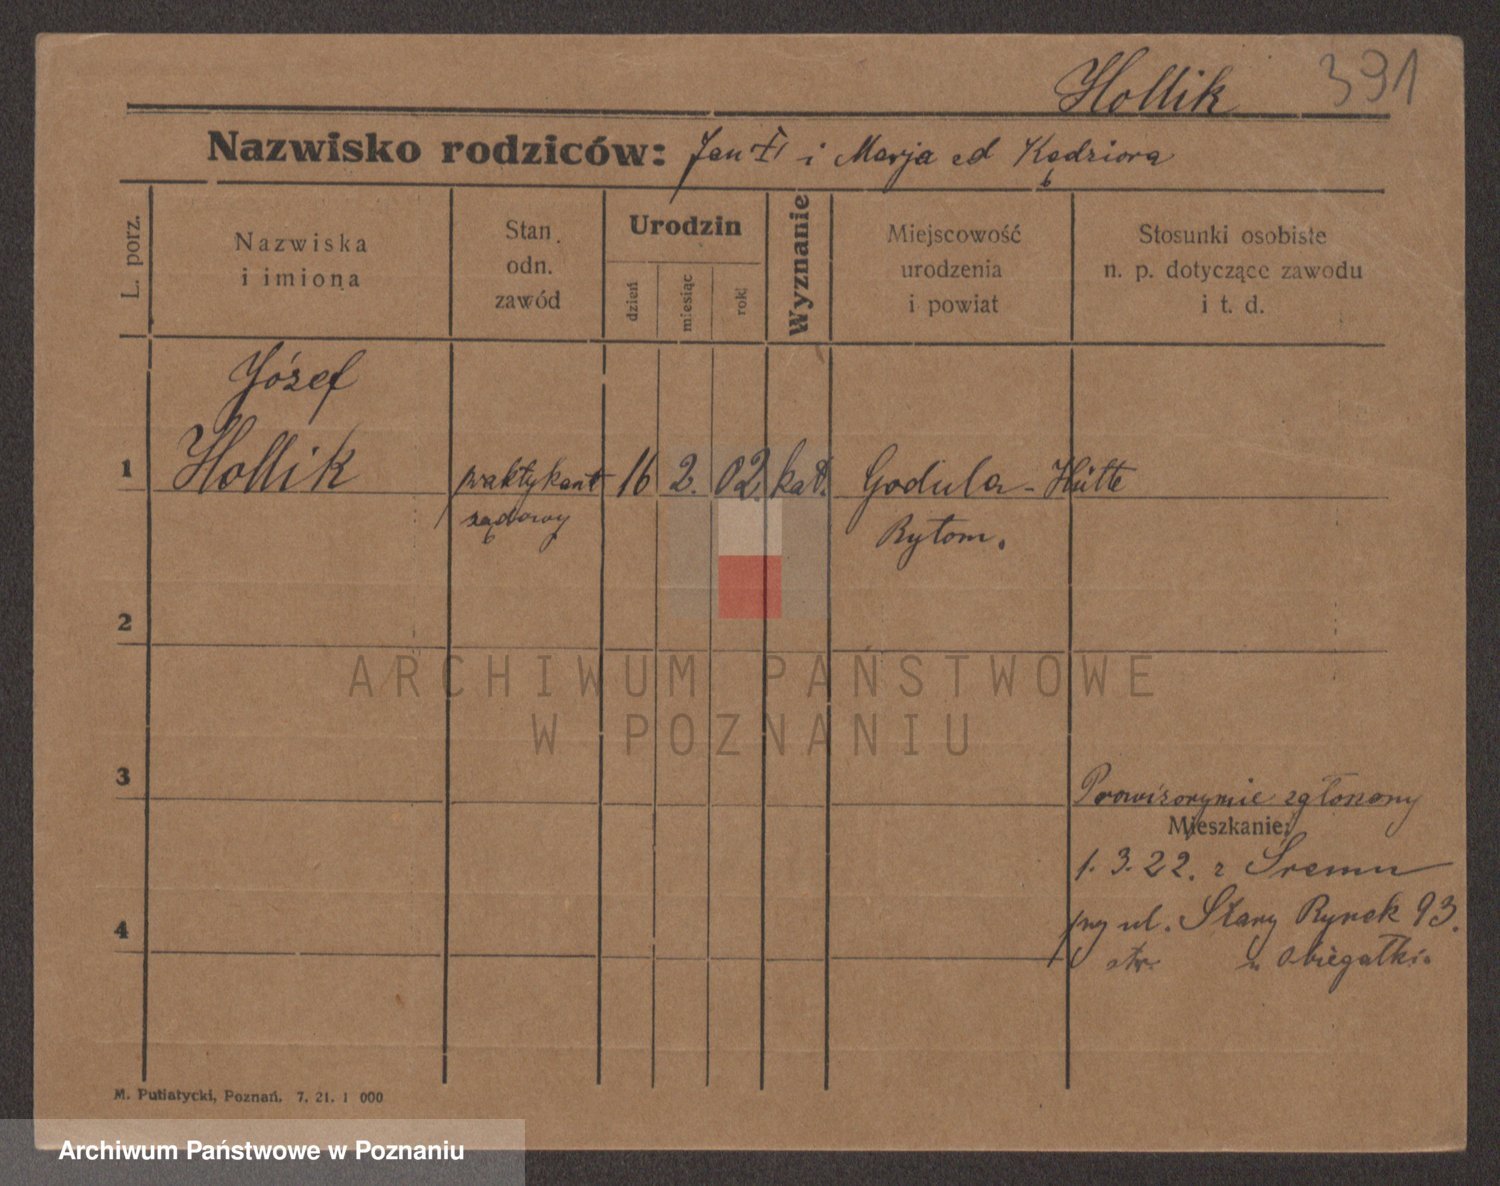 Hollik 391
Nazwisko rodziców: Jan II i Marja od Kędziora
L. porz.
Nazwiska
i imiona
Stan
odn.
zawód
Urodzin
dzień
miesiąc
rok
Wyznanie
Miejscowość
urodzenia
i powiat
Stosunki osobiste
n. p. dotyczące zawodu
i t. d.
Józef
1 Hollik praktykant 16 2. 02. kat. Godula-Hütte
sądowy Bytom.
2
ARCHIWUM PAŃSTWOWE
W POZNANIU
3
Prowizorycznie zgłoszony
Mieszkanie:
1. 3. 22. z Śremu
przy ul. Stary Rynek 93.
4
M. Putiatycki, Poznań. 7. 21. 1 000
Archiwum Państwowe w Poznaniu